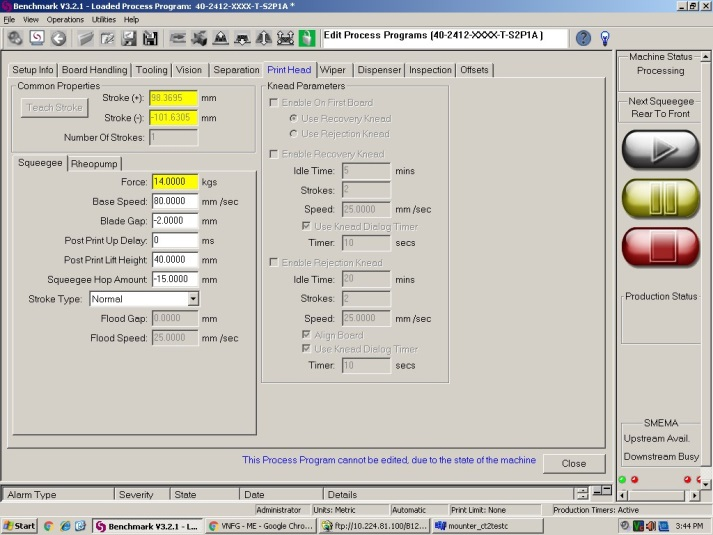 Benchmark V3.2.1 - Loaded Process Program: 40-2412-XXXX-T-S2P1A *
File View Operations Utilities Help
Edit Process Programs (40-2412-XXXX-T-S2P1A )
Setup Info Board Handling Tooling Vision Separation Print Head Wiper Dispenser Inspection Offsets
Common Properties
Teach Stroke
Stroke (+): 98.3695 mm
Stroke (-): -101.6305 mm
Number Of Strokes: 1
Squeegee Rheopump
Force: 14.0000 kgs
Base Speed: 80.0000 mm /sec
Blade Gap: -2.0000 mm
Post Print Up Delay: 0 ms
Post Print Lift Height: 40.0000 mm
Squeegee Hop Amount: -15.0000 mm
Stroke Type: Normal
Flood Gap: 0.0000 mm
Flood Speed: 25.0000 mm /sec
Knead Parameters
Enable On First Board
Use Recovery Knead
Use Rejection Knead
Enable Recovery Knead
Idle Time: 5 mins
Strokes: 2
Speed: 25.0000 mm /sec
Use Knead Dialog Timer
Timer: 10 secs
Enable Rejection Knead
Idle Time: 20 mins
Strokes: 2
Speed: 25.0000 mm /sec
Align Board
Use Knead Dialog Timer
Timer: 10 secs
This Process Program cannot be edited, due to the state of the machine
Close
Machine Status
Processing
Next Squeegee
Rear To Front
Production Status
SMEMA
Upstream Avail.
Downstream Busy
Alarm Type Severity State Date Details
Administrator Units: Metric Automatic Print Limit: None Production Timers: Active
Start Benchmark V3.2.1 - L... VNFG - ME - Google Chro... ftp://10.224.81.100/B12... mounter_ct2testc 3:44 PM